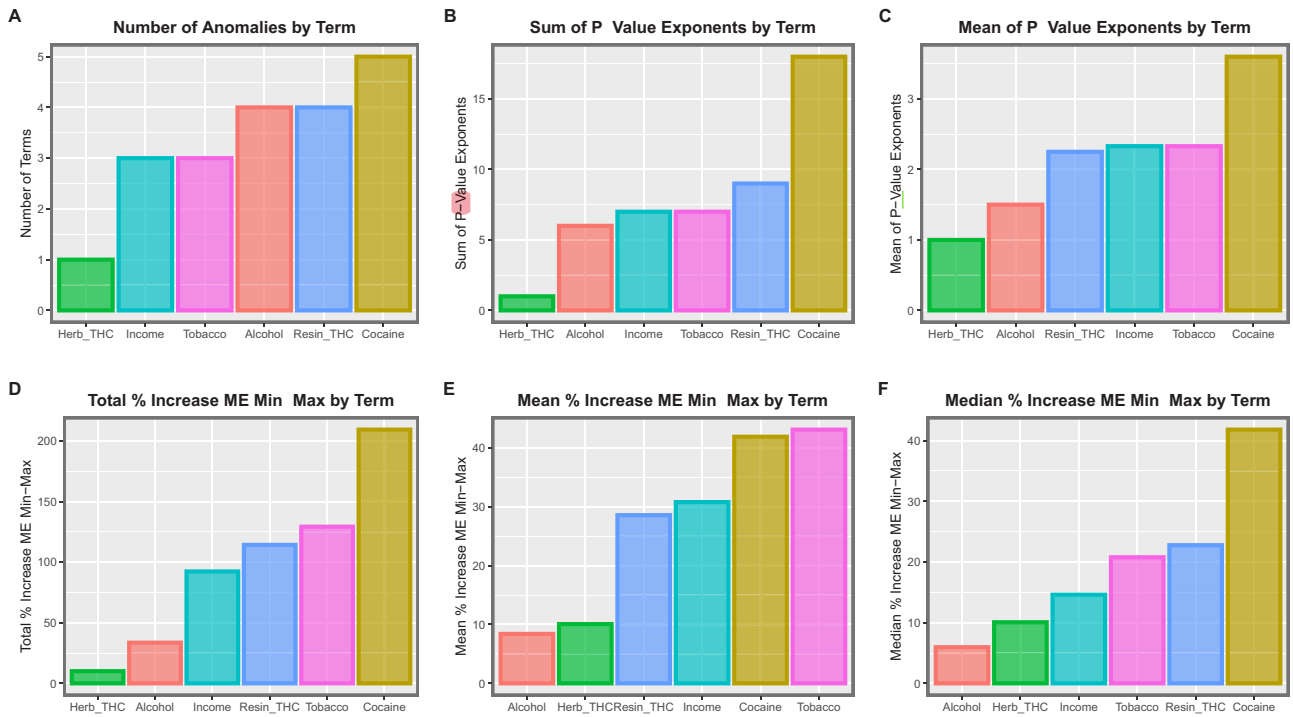 A
Number of Anomalies by Term
Number of Terms
5
4
3
2
1
0
Herb_THC Income Tobacco Alcohol Resin_THC Cocaine
B
Sum of P Value Exponents by Term
Sum of P−Value Exponents
15
10
5
0
Herb_THC Alcohol Income Tobacco Resin_THC Cocaine
C
Mean of P Value Exponents by Term
Mean of P−Value Exponents
3
2
1
0
Herb_THC Alcohol Resin_THC Income Tobacco Cocaine
D
Total % Increase ME Min Max by Term
Total % Increase ME Min−Max
200
150
100
50
0
Herb_THC Alcohol Income Resin_THC Tobacco Cocaine
E
Mean % Increase ME Min Max by Term
Mean % Increase ME Min−Max
40
30
20
10
0
Alcohol Herb_THC Resin_THC Income Cocaine Tobacco
F
Median % Increase ME Min Max by Term
Median % Increase ME Min−Max
40
30
20
10
0
Alcohol Herb_THC Income Tobacco Resin_THC Cocaine